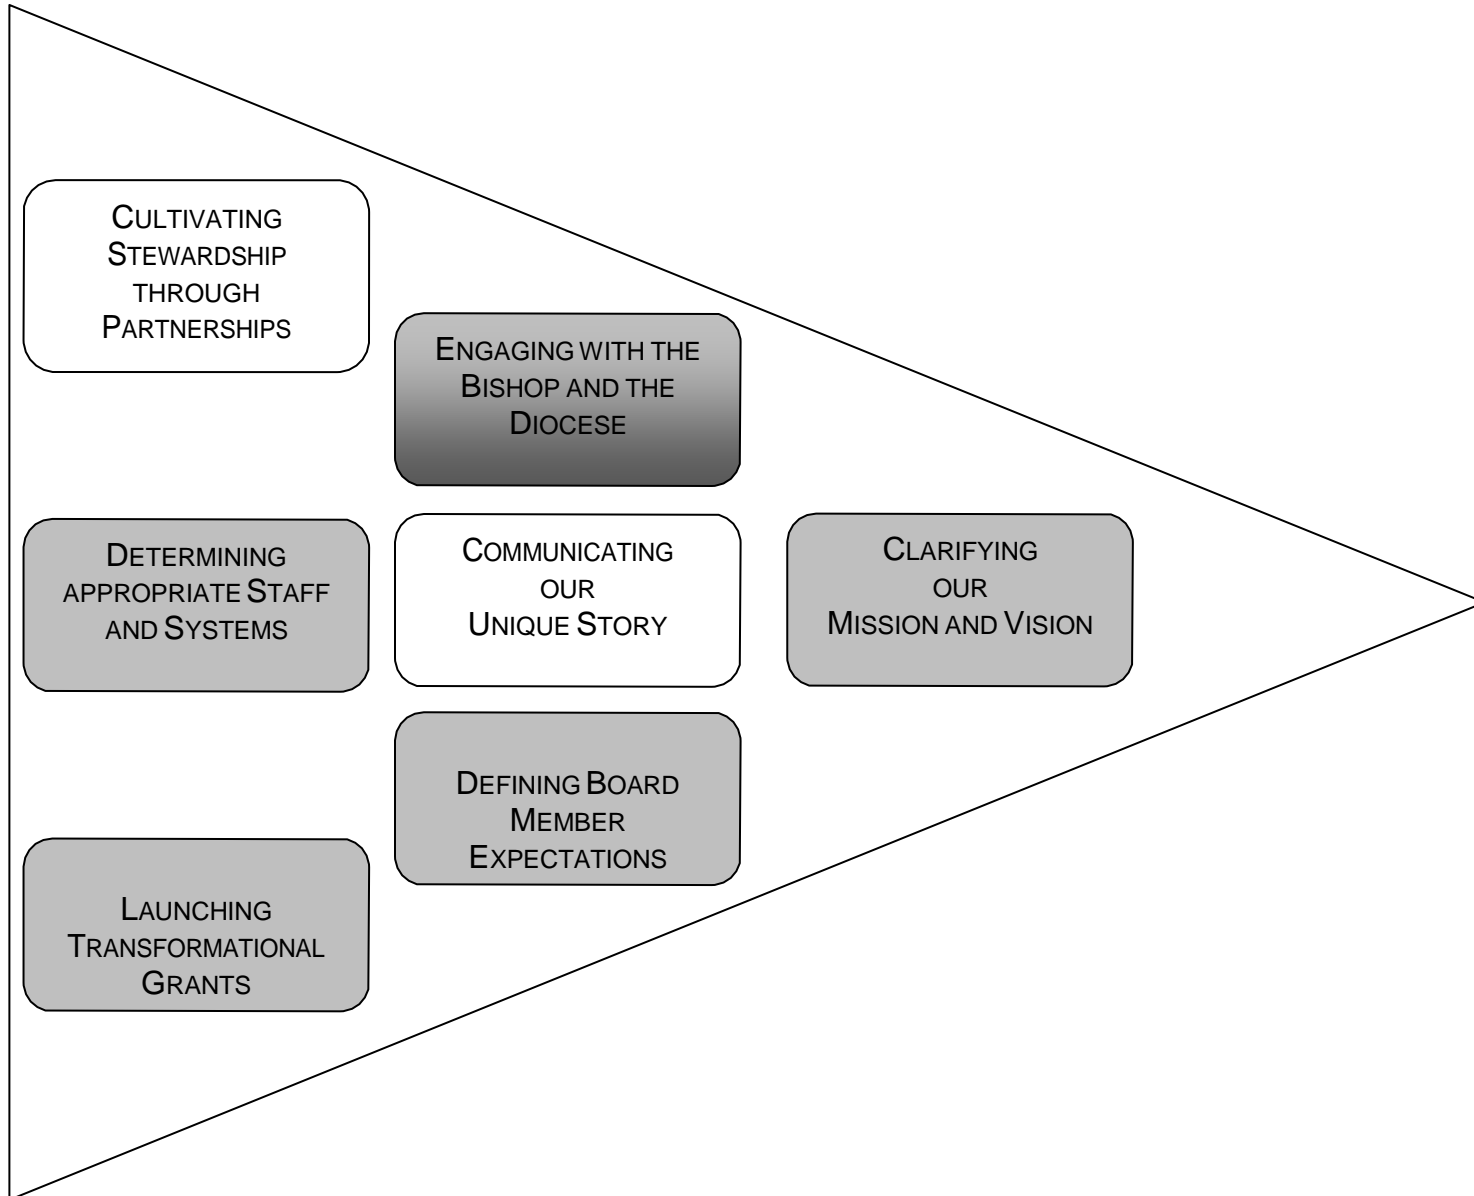 CULTIVATING
STEWARDSHIP
THROUGH
PARTNERSHIPS
ENGAGING WITH THE
BISHOP AND THE
DIOCESE
DETERMINING
APPROPRIATE STAFF
AND SYSTEMS
COMMUNICATING
OUR
UNIQUE STORY
CLARIFYING
OUR
MISSION AND VISION
DEFINING BOARD
MEMBER
EXPECTATIONS
LAUNCHING
TRANSFORMATIONAL
GRANTS